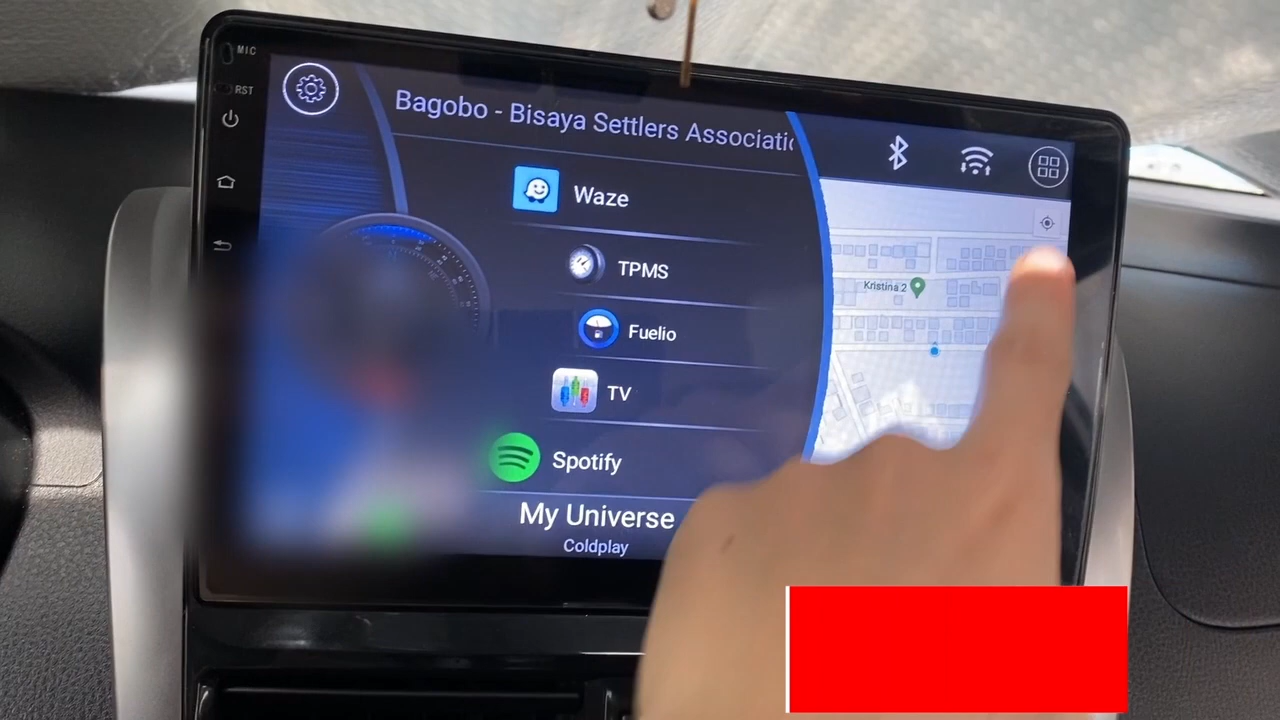 MIC
RST
Bagobo - Bisaya Settlers Associatio
Waze
TPMS
Fuelio
TV
Spotify
My Universe
Coldplay
Kristina 2